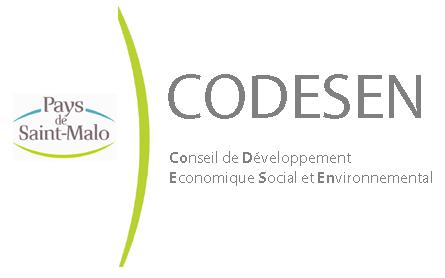 Pays
de
Saint-Malo
CODESEN
Conseil de Développement
Economique Social et Environnemental